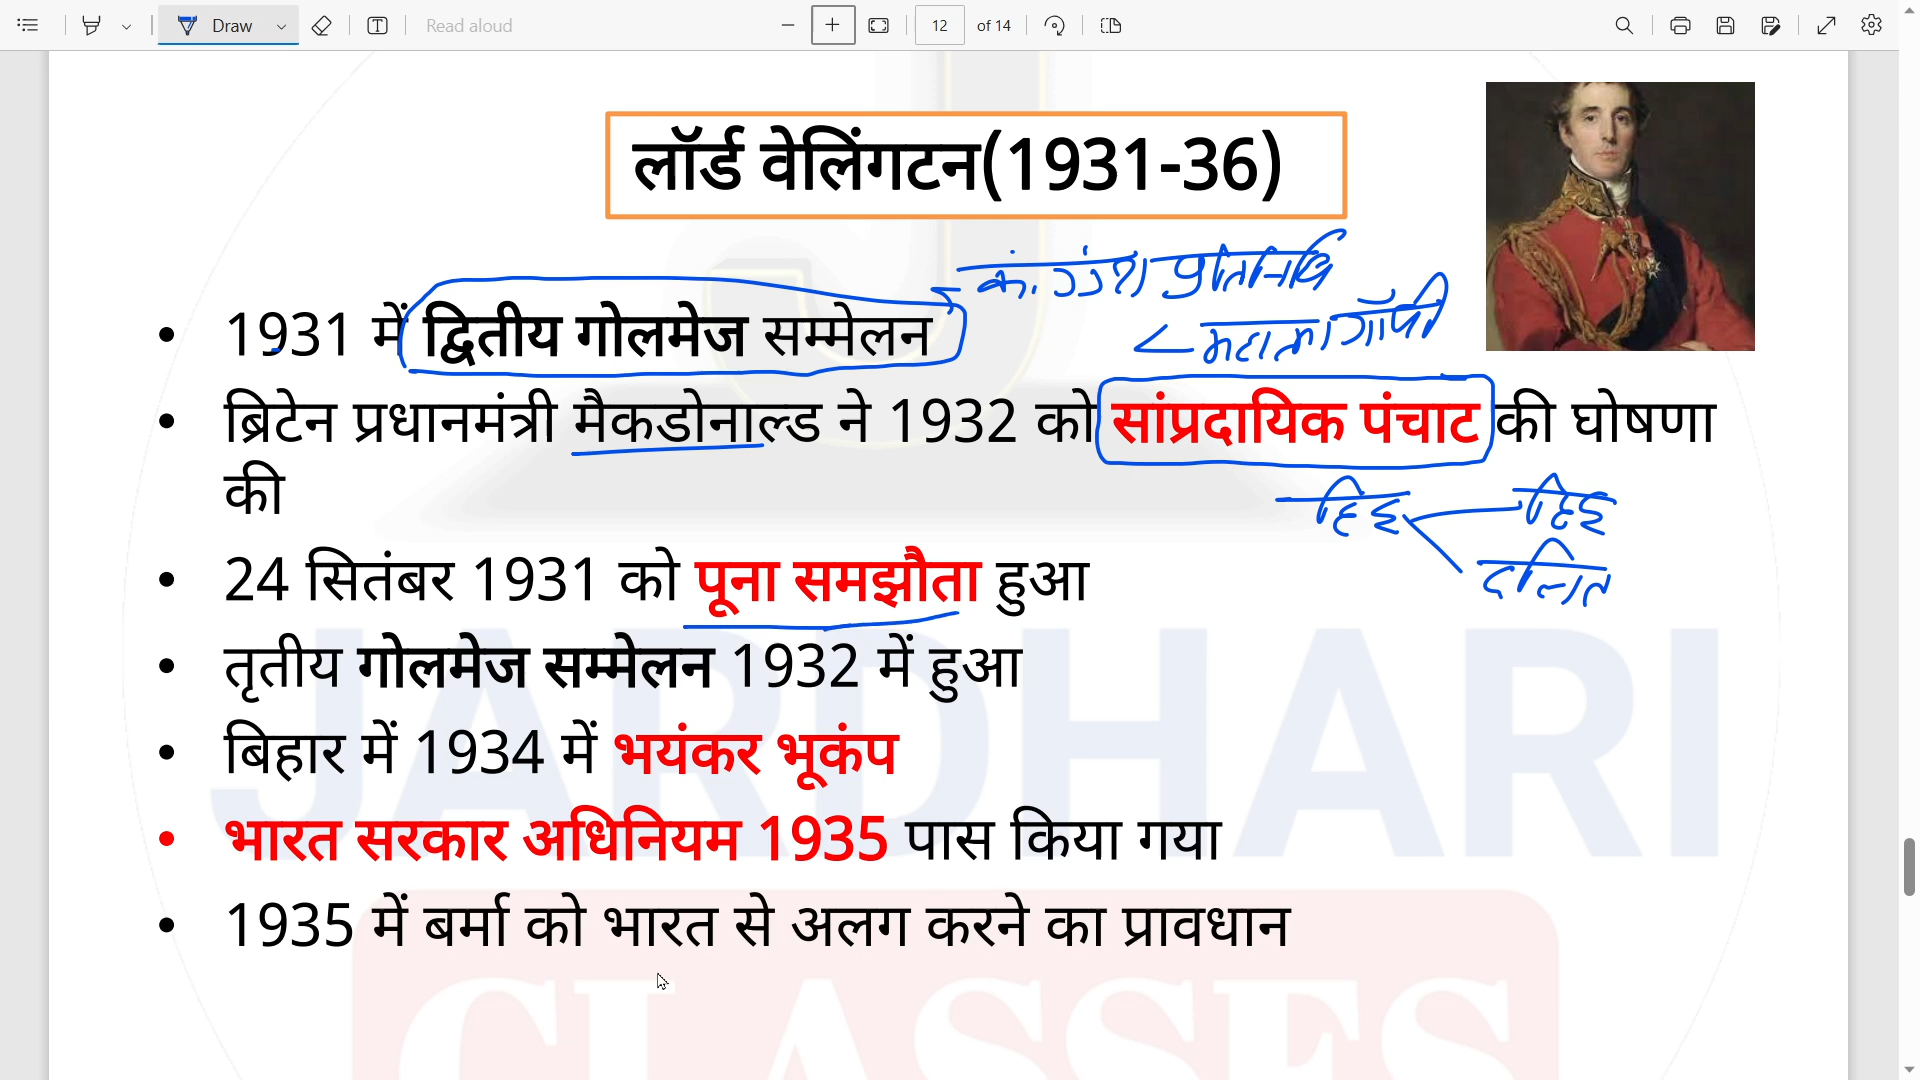 Draw
Read aloud
12 of 14
लॉर्ड वेलिंगटन(1931-36)
प्रतिनिधि
महात्मा गाँधी
• 1931 में द्वितीय गोलमेज सम्मेलन
• ब्रिटेन प्रधानमंत्री मैकडोनाल्ड ने 1932 को सांप्रदायिक पंचाट की घोषणा
की
हिंदू हिंदू
दलित
• 24 सितंबर 1931 को पूना समझौता हुआ
• तृतीय गोलमेज सम्मेलन 1932 में हुआ
• बिहार में 1934 में भयंकर भूकंप
• भारत सरकार अधिनियम 1935 पास किया गया
• 1935 में बर्मा को भारत से अलग करने का प्रावधान
JARDHARI
CLASSES